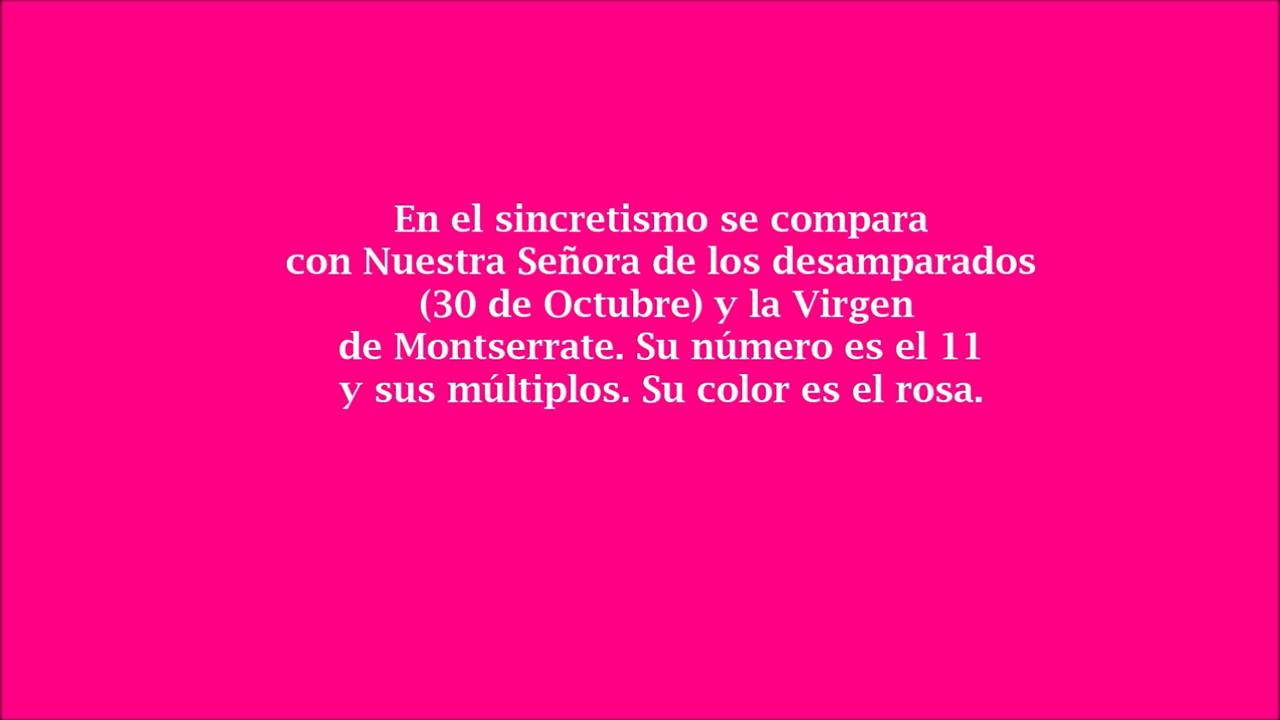 En el sincretismo se compara
con Nuestra Señora de los desamparados
(30 de Octubre) y la Virgen
de Montserrate. Su número es el 11
y sus múltiplos. Su color es el rosa.